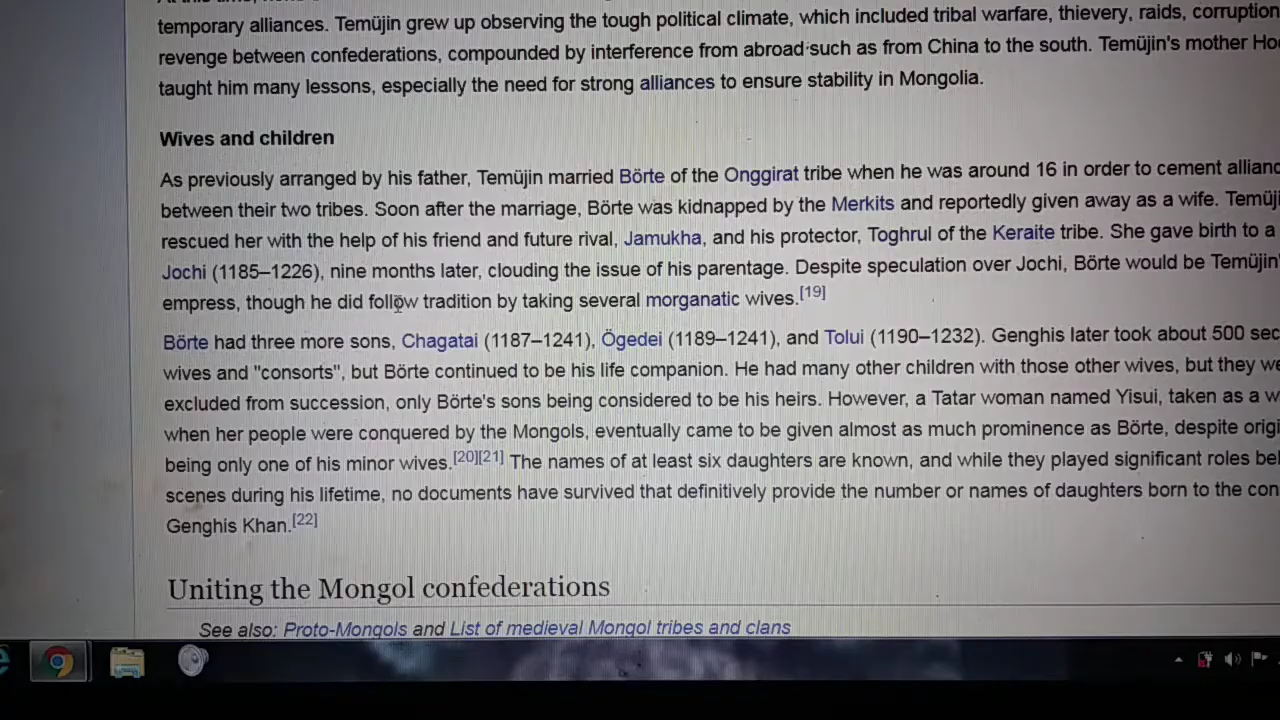 temporary alliances. Temüjin grew up observing the tough political climate, which included tribal warfare, thievery, raids, corruption
revenge between confederations, compounded by interference from abroad such as from China to the south. Temüjin's mother
taught him many lessons, especially the need for strong alliances to ensure stability in Mongolia.
Wives and children
As previously arranged by his father, Temüjin married Börte of the Onggirat tribe when he was around 16 in order to cement
between their two tribes. Soon after the marriage, Börte was kidnapped by the Merkits and reportedly given away as a wife.
rescued her with the help of his friend and future rival, Jamukha, and his protector, Toghrul of the Keraite tribe. She gave birth to a
Jochi (1185–1226), nine months later, clouding the issue of his parentage. Despite speculation over Jochi, Börte would be Temüjin'
empress, though he did follow tradition by taking several morganatic wives.[19]
Börte had three more sons, Chagatai (1187–1241), Ögedei (1189–1241), and Tolui (1190–1232). Genghis later took about 500
wives and "consorts", but Börte continued to be his life companion. He had many other children with those other wives, but they
excluded from succession, only Börte's sons being considered to be his heirs. However, a Tatar woman named Yisui, taken as a
when her people were conquered by the Mongols, eventually came to be given almost as much prominence as Börte, despite
being only one of his minor wives.[20][21] The names of at least six daughters are known, and while they played significant roles
scenes during his lifetime, no documents have survived that definitively provide the number or names of daughters born to the
Genghis Khan.[22]
Uniting the Mongol confederations
See also: Proto-Mongols and List of medieval Mongol tribes and clans